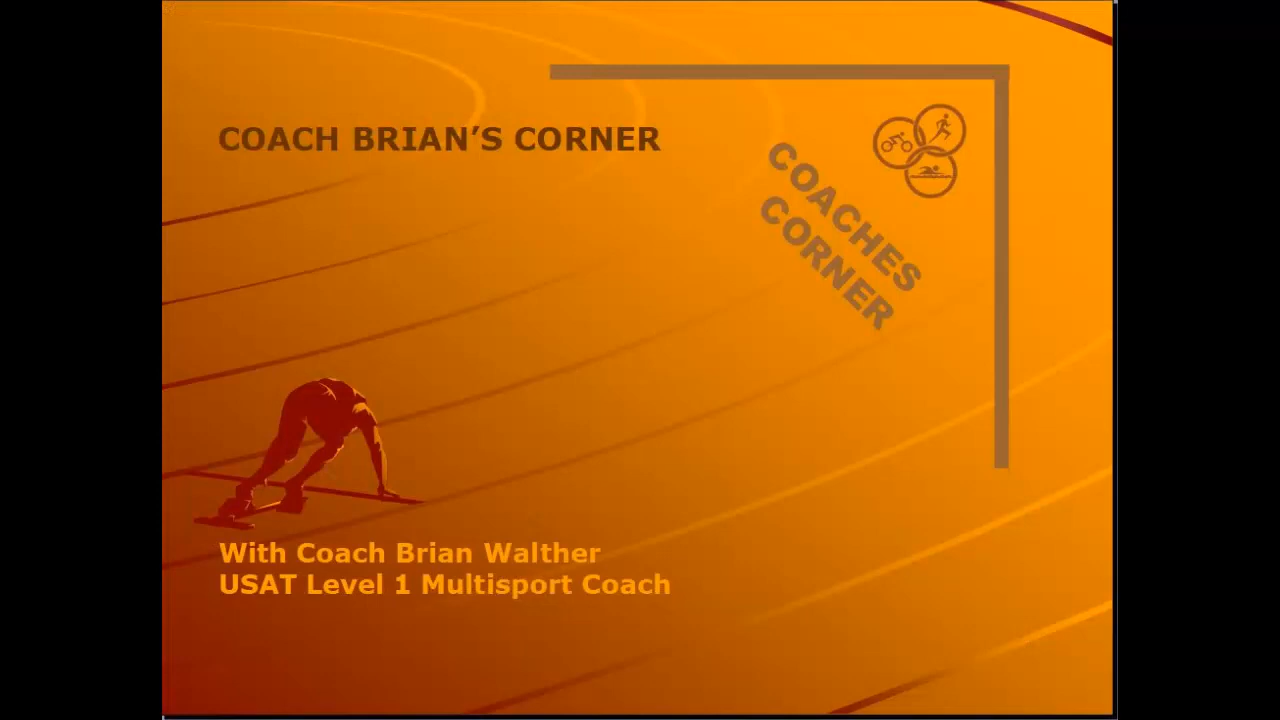 COACH BRIAN’S CORNER
COACHES
CORNER
With Coach Brian Walther
USAT Level 1 Multisport Coach